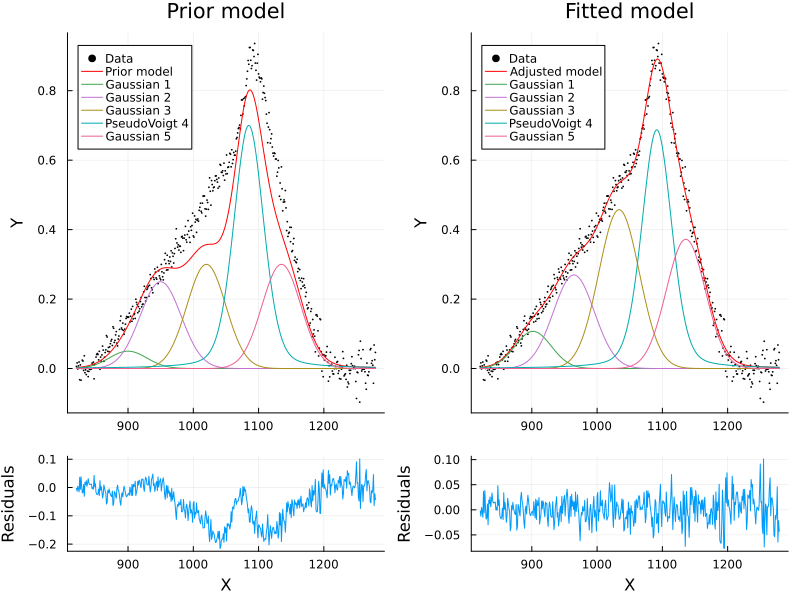 Prior model
Data
Prior model
Gaussian 1
Gaussian 2
Gaussian 3
PseudoVoigt 4
Gaussian 5
Y
0.8
0.6
0.4
0.2
0.0
900
1000
1100
1200
Residuals
0.1
0.0
−0.1
−0.2
900
1000
1100
1200
X
Fitted model
Data
Adjusted model
Gaussian 1
Gaussian 2
Gaussian 3
PseudoVoigt 4
Gaussian 5
Y
0.8
0.6
0.4
0.2
0.0
900
1000
1100
1200
Residuals
0.10
0.05
0.00
−0.05
900
1000
1100
1200
X